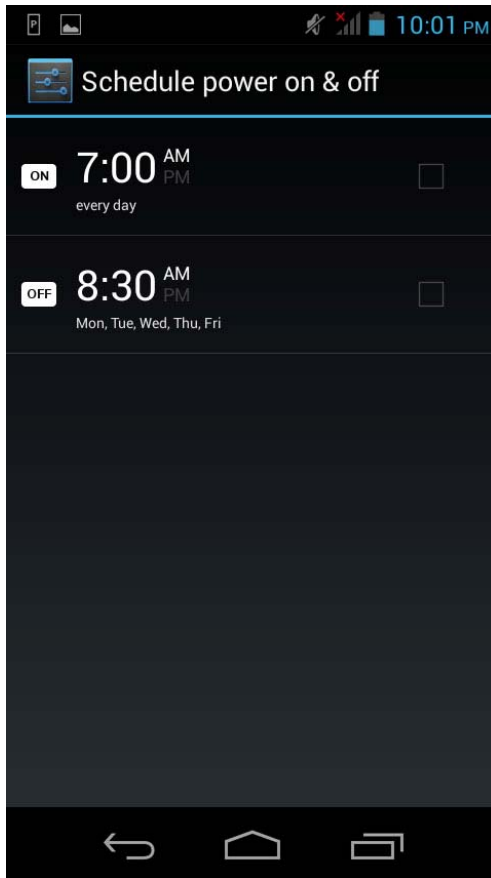 P
10:01 PM
Schedule power on & off
ON
7:00 AM
PM
every day
OFF
8:30 AM
PM
Mon, Tue, Wed, Thu, Fri